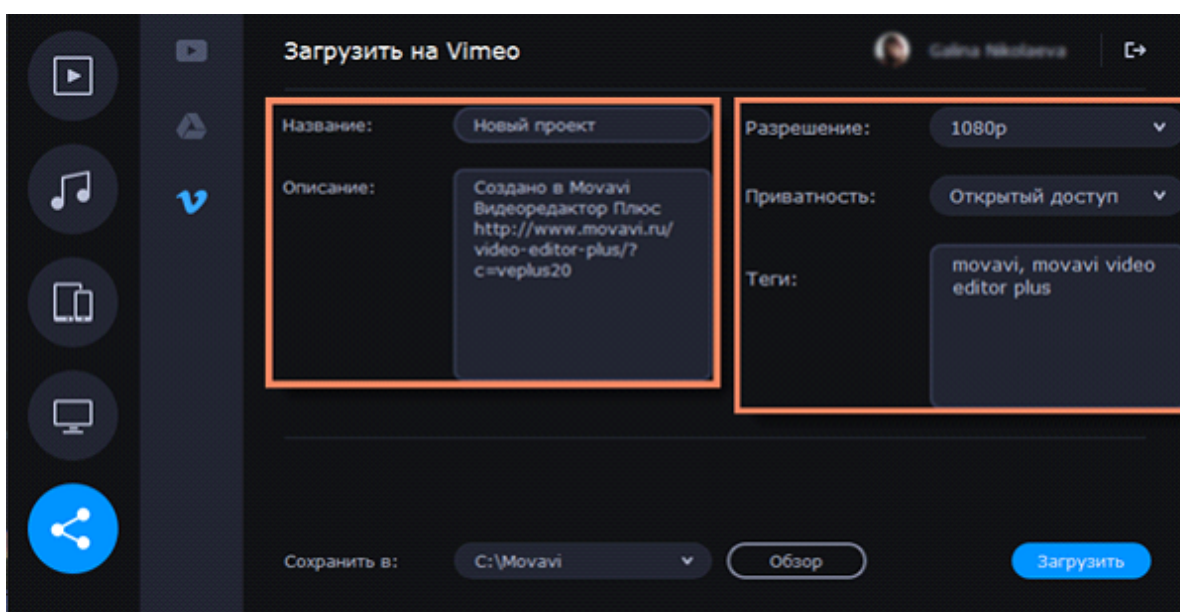 Загрузить на Vimeo
Название: Новый проект
Описание: Создано в Movavi
Видеоредактор Плюс
http://www.movavi.ru/
video-editor-plus/?
c=veplus20
Разрешение: 1080p
Приватность: Открытый доступ
Теги: movavi, movavi video
editor plus
Сохранить в: C:\Movavi Обзор Загрузить